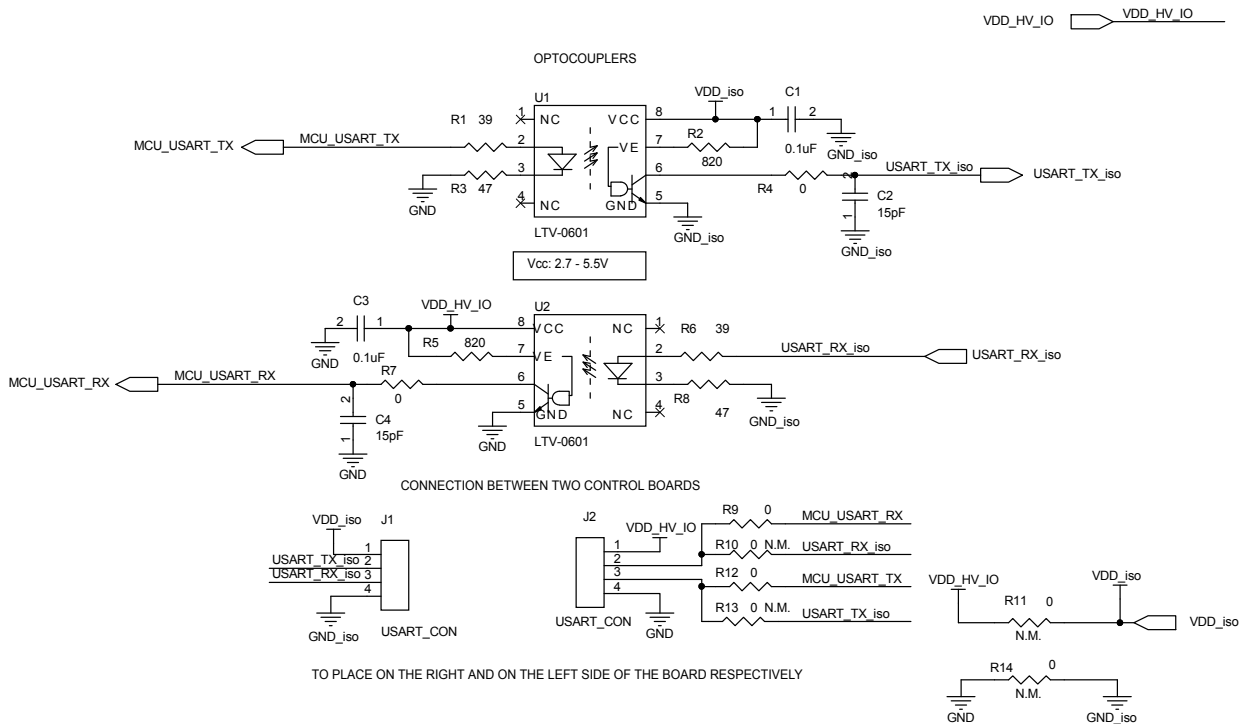 VDD_HV_IO VDD_HV_IO
OPTOCOUPLERS
U1
VDD_iso
C1
1 2
0.1uF
GND_iso
MCU_USART_TX
MCU_USART_TX
R1 39
1 NC
2
3
4 NC
R3 47
GND
VCC 8
VE 7
6
GND 5
R2
820
R4
0
USART_TX_iso
USART_TX_iso
2
C2
15pF
1
GND_iso
GND_iso
LTV-0601
Vcc: 2.7 - 5.5V
U2
C3
VDD_HV_IO
2 1
0.1uF
GND
R5 820
8 VCC
7 VE
6
5 GND
NC 1
2
3
NC 4
R6 39
USART_RX_iso
USART_RX_iso
MCU_USART_RX
MCU_USART_RX
R7
0
R8 47
GND_iso
2
C4
15pF
1
GND
GND
LTV-0601
CONNECTION BETWEEN TWO CONTROL BOARDS
VDD_iso
J1
1
USART_TX_iso 2
USART_RX_iso 3
4
GND_iso
USART_CON
J2
VDD_HV_IO
1
2
3
4
USART_CON
GND
R9 0 MCU_USART_RX
R10 0 N.M. USART_RX_iso
R12 0 MCU_USART_TX
R13 0 N.M. USART_TX_iso
VDD_HV_IO
R11 0
N.M.
VDD_iso
VDD_iso
TO PLACE ON THE RIGHT AND ON THE LEFT SIDE OF THE BOARD RESPECTIVELY
R14 0
N.M.
GND
GND_iso